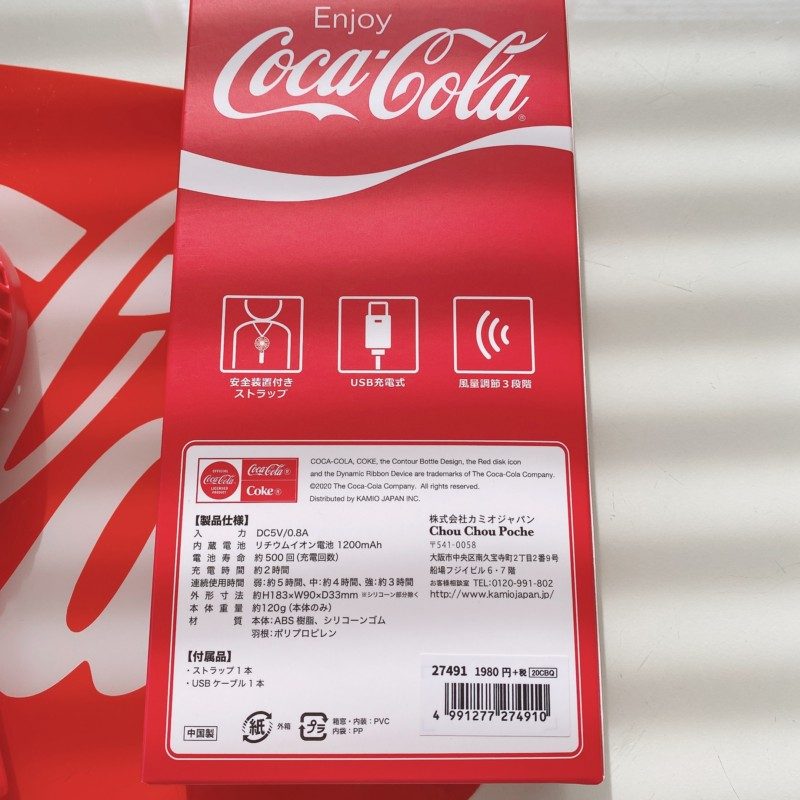 Enjoy
Coca-Cola®
安全装置付き
ストラップ
USB充電式
風量調節3段階
OFFICIAL
Coca-Cola
LICENSED
PRODUCT
Coca-Cola®
Coke®
COCA-COLA, COKE, the Contour Bottle Design, the Red disk icon
and the Dynamic Ribbon Device are trademarks of The Coca-Cola Company.
©2020 The Coca-Cola Company. All rights reserved.
Distributed by KAMIO JAPAN INC.
【製品仕様】
入力 DC5V/0.8A
内蔵電池 リチウムイオン電池 1200mAh
電池寿命 約500回(充電回数)
充電時間 約2時間
連続使用時間 弱:約5時間、中:約4時間、強:約3時間
外形寸法 約H183×W90×D33mm ※シリコーン部分除く
本体重量 約120g(本体のみ)
材質 本体:ABS樹脂、シリコーンゴム
羽根:ポリプロピレン
【付属品】
・ストラップ1本
・USBケーブル1本
株式会社カミオジャパン
Chou Chou Poche
〒541-0058
大阪市中央区南久宝寺町2丁目2番9号
船場フジイビル6・7階
お客様相談室 TEL:0120-991-802
http://www.kamiojapan.jp/
27491 1980円+税 20CBQ
4 991277 274910
中国製
紙 外箱
プラ 箱窓・内装:PVC
内袋:PP